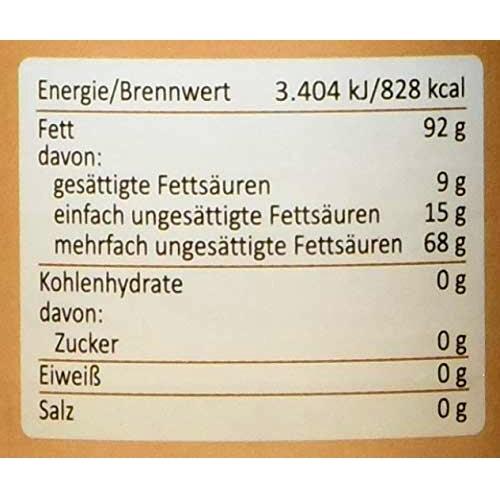 Energie/Brennwert 3.404 kJ/828 kcal
Fett 92 g
davon:
gesättigte Fettsäuren 9 g
einfach ungesättigte Fettsäuren 15 g
mehrfach ungesättigte Fettsäuren 68 g
Kohlenhydrate 0 g
davon:
Zucker 0 g
Eiweiß 0 g
Salz 0 g